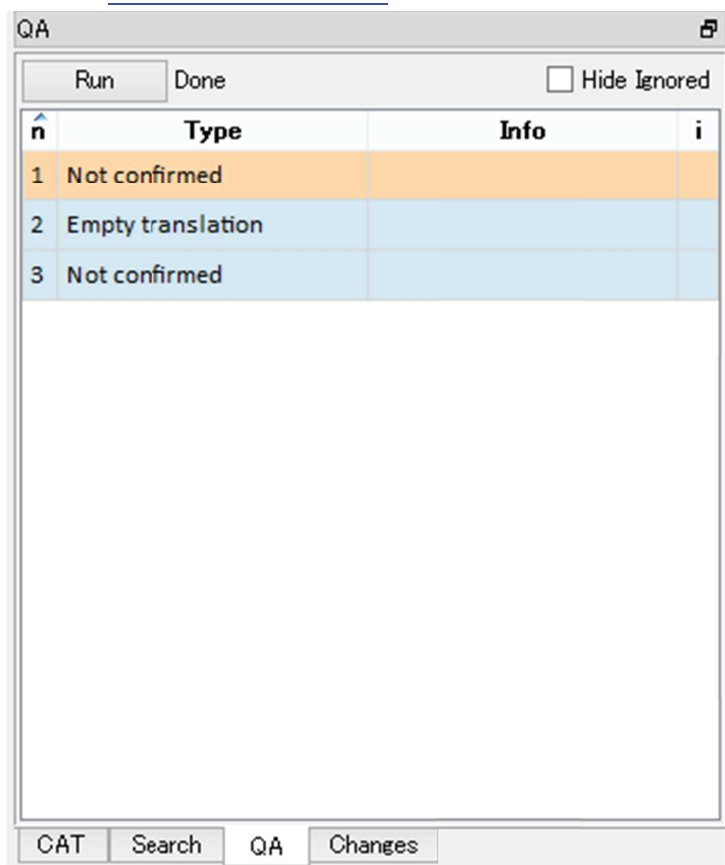 QA
Run Done Hide Ignored
n Type Info i
1 Not confirmed
2 Empty translation
3 Not confirmed
CAT Search QA Changes